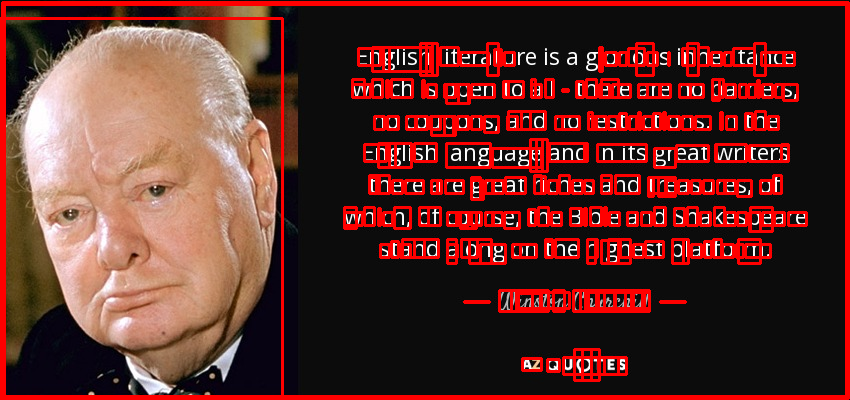 English literature is a glorious inheritance
which is open to all - there are no barriers,
no coupons, and no restrictions. In the
English language and in its great writers
there are great riches and treasures, of
which, of course, the Bible and Shakespeare
stand along on the highest platform.
Winston Churchill
AZ QUOTES